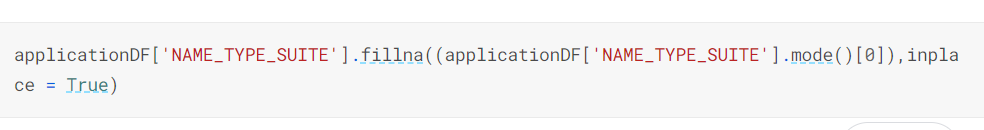 applicationDF['NAME_TYPE_SUITE'].fillna((applicationDF['NAME_TYPE_SUITE'].mode()[0]),inpla
ce = True)